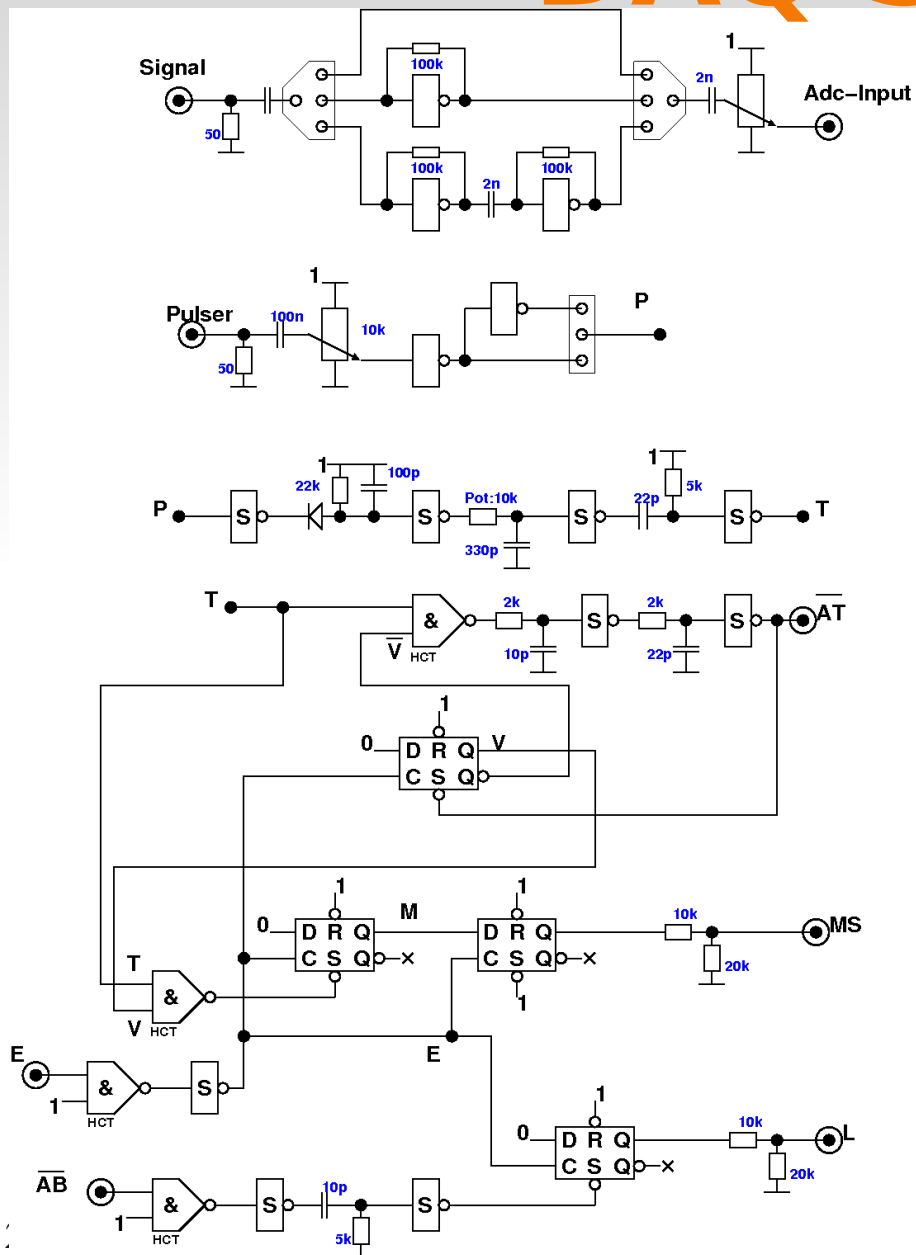 1
Signal
100k
2n
Adc-Input
50
100k
2n
100k
1
Pulser
100n
10k
P
50
1
100p
22k
P
S
S
Pot:10k
S
22p
1
5k
S
T
330p
T
&
2k
S
2k
S
AT
V
HCT
10p
22p
1
0
D R Q
V
C S Q
1
M
1
0
D R Q
D R Q
10k
MS
C S Q
C S Q
20k
T
&
1
V
HCT
E
E
&
S
1
HCT
1
0
D R Q
10k
L
C S Q
20k
AB
&
S
10p
S
1
HCT
5k